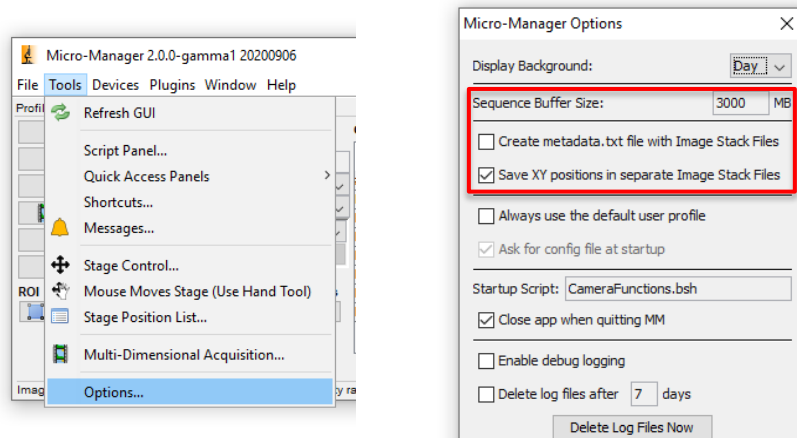 Micro-Manager 2.0.0-gamma1 20200906
File Tools Devices Plugins Window Help
Refresh GUI
Script Panel...
Quick Access Panels
Shortcuts...
Messages...
Stage Control...
ROI
Mouse Moves Stage (Use Hand Tool)
Stage Position List...
Multi-Dimensional Acquisition...
Options...
Micro-Manager Options
Display Background: Day
Sequence Buffer Size: 3000 MB
Create metadata.txt file with Image Stack Files
Save XY positions in separate Image Stack Files
Always use the default user profile
Ask for config file at startup
Startup Script: CameraFunctions.bsh
Close app when quitting MM
Enable debug logging
Delete log files after 7 days
Delete Log Files Now